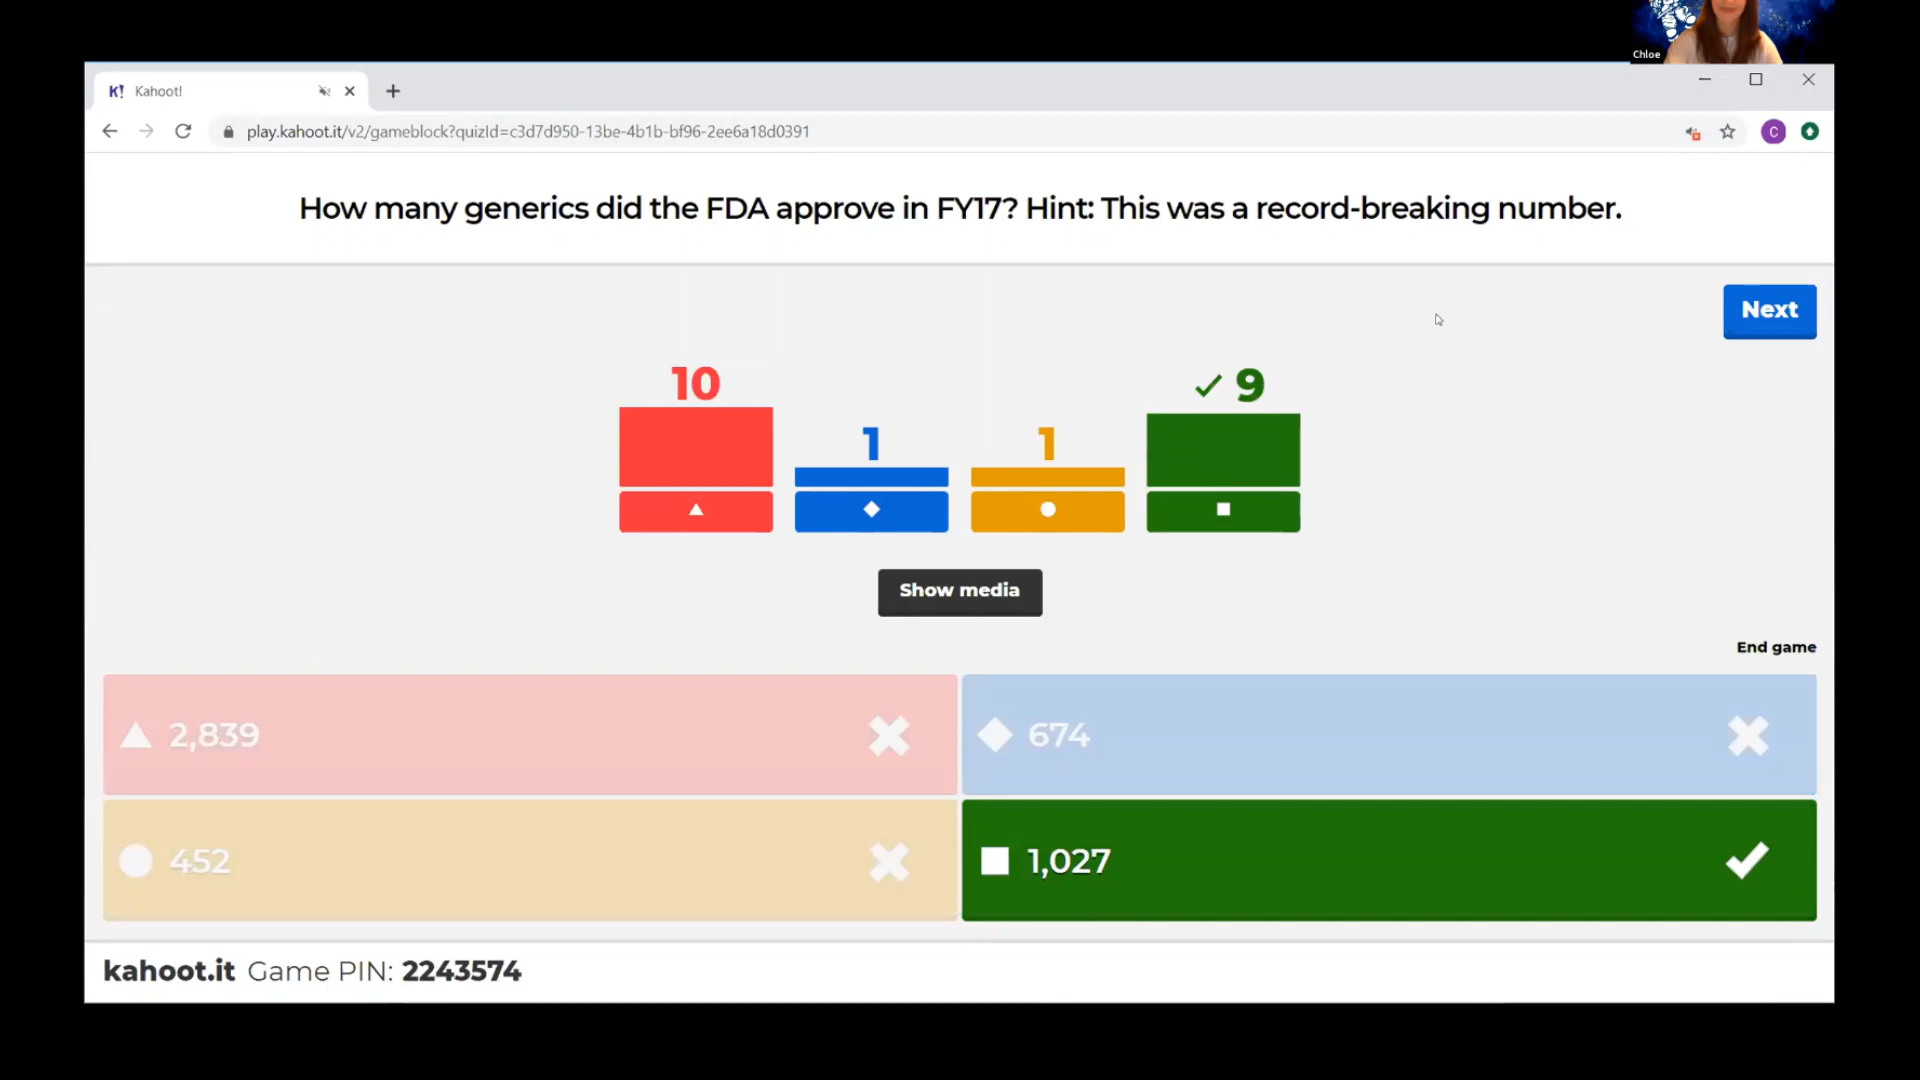 Chloe
K! Kahoot!
play.kahoot.it/v2/gameblock?quizId=c3d7d950-13be-4b1b-bf96-2ee6a18d0391
C
How many generics did the FDA approve in FY17? Hint: This was a record-breaking number.
Next
10
1
1
9
Show media
End game
2,839
674
452
1,027
kahoot.it Game PIN: 2243574